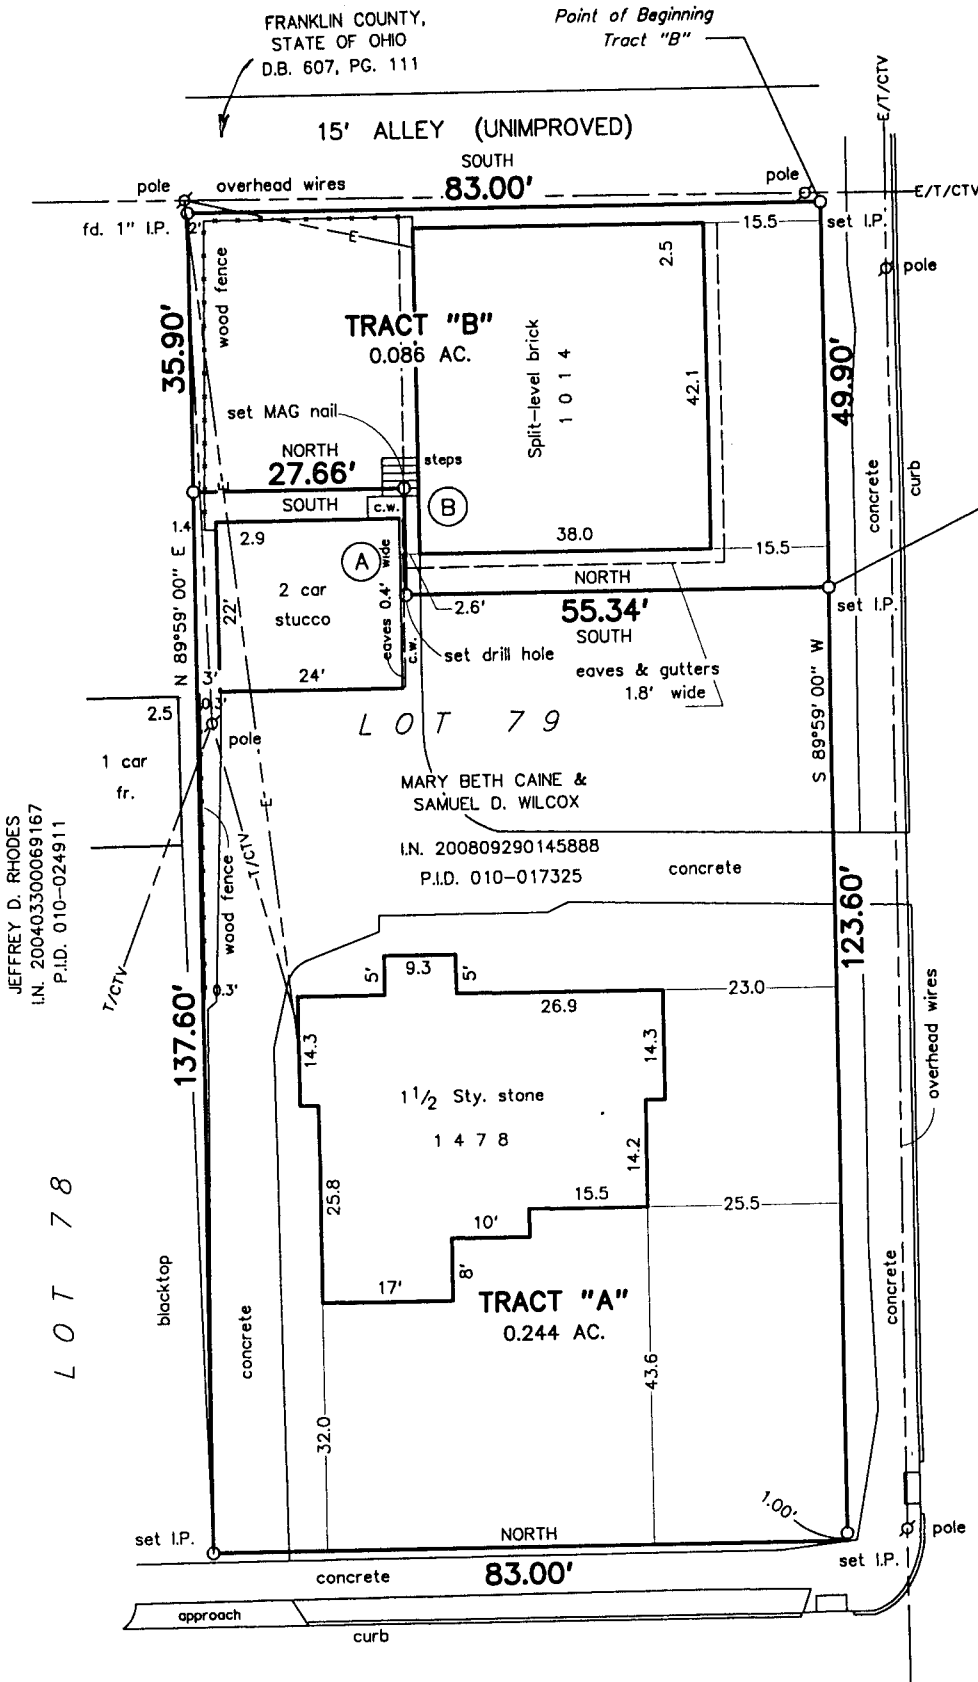 FRANKLIN COUNTY,
STATE OF OHIO
D.B. 607, PG. 111
Point of Beginning
Tract "B"
E/T/CTV
15' ALLEY (UNIMPROVED)
SOUTH
83.00'
pole
overhead wires
pole
E/T/CTV
fd. 1" I.P.
2'
E
15.5
set I.P.
pole
wood fence
2.5
TRACT "B"
0.086 AC.
35.90'
Split-level brick
1 0 1 4
42.1
49.90'
set MAG nail
NORTH
27.66'
steps
E
SOUTH
c.w.
B
concrete
curb
1.4
2.9
A
wide
38.0
15.5
2 car
stucco
22'
eaves 0.4'
NORTH
55.34'
SOUTH
2.6'
set I.P.
N 89°59' 00" E
c.w.
set drill hole
24'
3'
eaves & gutters
1.8' wide
S 89°59' 00" W
0.3'
2.5
pole
LOT 79
1 car
fr.
MARY BETH CAINE &
SAMUEL D. WILCOX
E
I.N. 200809290145888
P.I.D. 010-017325
concrete
JEFFREY D. RHODES
I.N. 200403300069167
P.I.D. 010-024911
T/CTV
wood fence
T/CTV
0.3'
123.60'
137.60'
5'
9.3
5'
26.9
23.0
overhead wires
14.3
14.3
1 1/2 Sty. stone
1 4 7 8
14.2
25.8
15.5
25.5
10'
8'
17'
LOT 78
blacktop
concrete
TRACT "A"
0.244 AC.
concrete
43.6
32.0
1.00'
set I.P.
NORTH
83.00'
pole
set I.P.
concrete
approach
curb